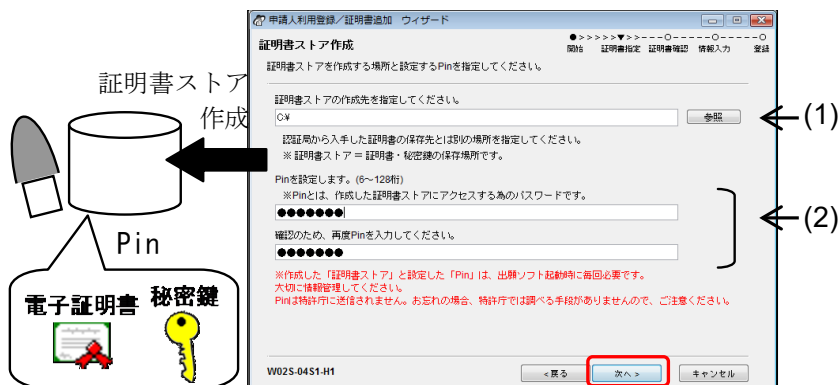 申請人利用登録/証明書追加 ウィザード
証明書ストア作成
●>>>>>▼>>---○-----○-----○
開始 証明書指定 証明書確認 情報入力 登録
証明書ストアを作成する場所と設定するPinを指定してください。
証明書ストア
作成
証明書ストアの作成先を指定してください。
C:¥
参照
(1)
認証局から入手した証明書の保存先とは別の場所を指定してください。
※ 証明書ストア = 証明書・秘密鍵の保存場所です。
Pinを設定します。(6~128桁)
※Pinとは、作成した証明書ストアにアクセスする為のパスワードです。
●●●●●●●
(2)
確認のため、再度Pinを入力してください。
●●●●●●●
※作成した「証明書ストア」と設定した「Pin」は、出願ソフト起動時に毎回必要です。
大切に情報管理してください。
Pinは特許庁に送信されません。お忘れの場合、特許庁では調べる手段がありませんので、ご注意ください。
Pin
電子証明書
秘密鍵
W02S-04S1-H1
<戻る
次へ >
キャンセル